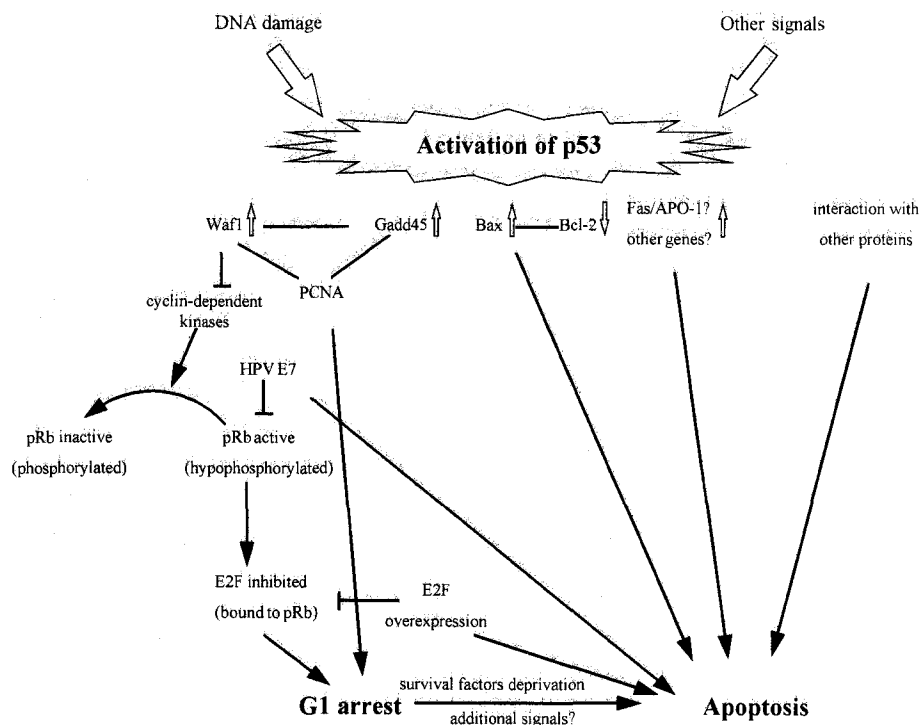 DNA damage
Other signals
Activation of p53
Waf1
Gadd45
Bax
Bcl-2
Fas/APO-1?
other genes?
interaction with
other proteins
PCNA
cyclin-dependent
kinases
HPV E7
pRb inactive
(phosphorylated)
pRb active
(hypophosphorylated)
E2F inhibited
(bound to pRb)
E2F
overexpression
G1 arrest
survival factors deprivation
additional signals?
Apoptosis